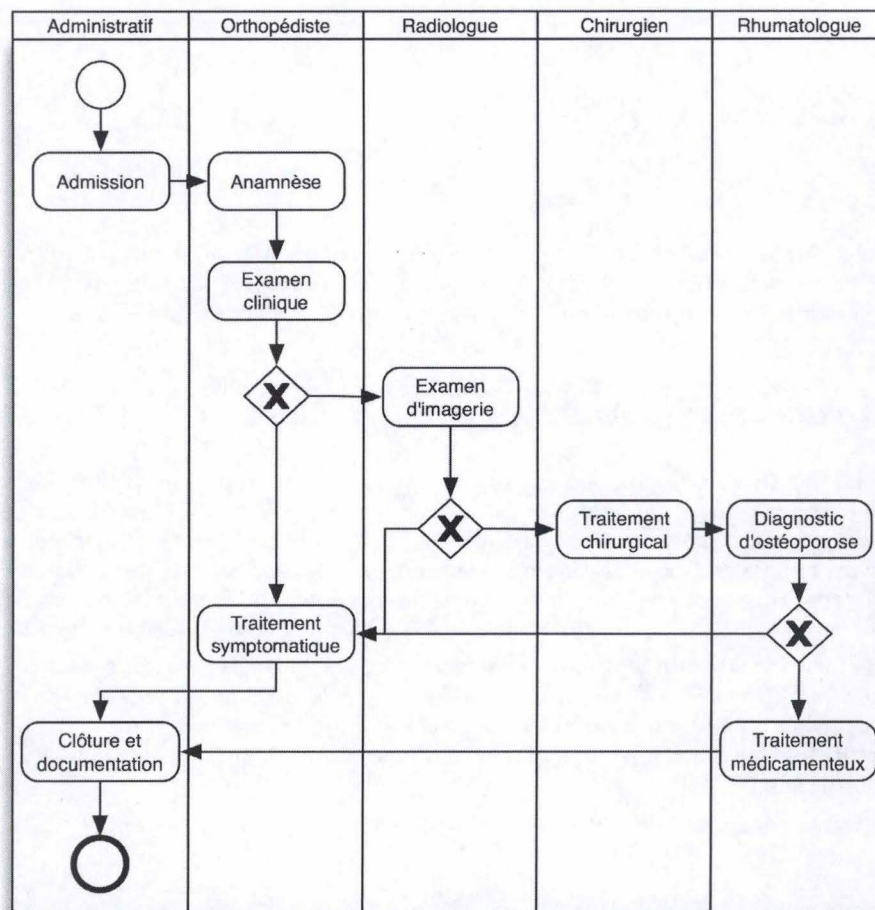 Administratif
Orthopédiste
Radiologue
Chirurgien
Rhumatologue
Admission
Anamnèse
Examen
clinique
X
Examen
d'imagerie
X
Traitement
chirurgical
Diagnostic
d'ostéoporose
Traitement
symptomatique
X
Clôture et
documentation
Traitement
médicamenteux